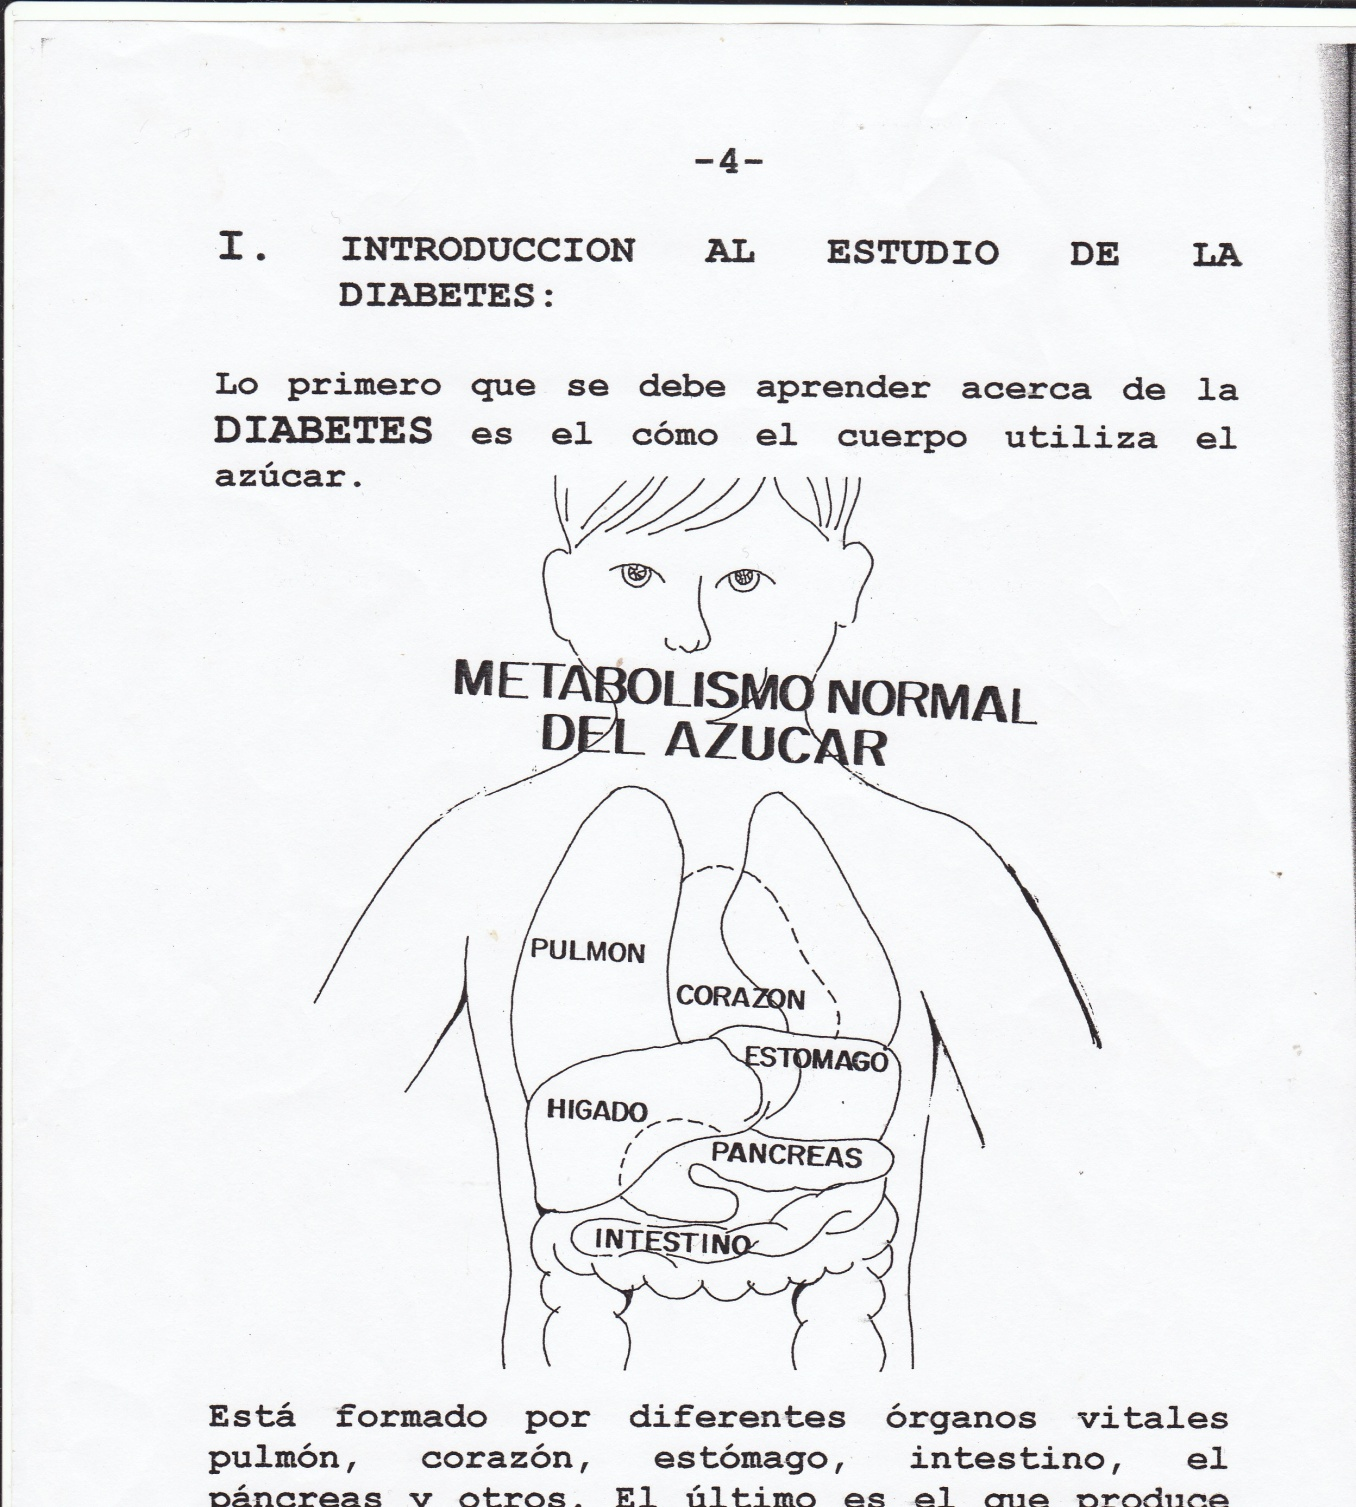 -4-
I. INTRODUCCION AL ESTUDIO DE LA
DIABETES:
Lo primero que se debe aprender acerca de la
DIABETES es el cómo el cuerpo utiliza el
azúcar.
METABOLISMO NORMAL
DEL AZUCAR
PULMON
CORAZON
ESTOMAGO
HIGADO
PANCREAS
INTESTINO
Está formado por diferentes órganos vitales
pulmón, corazón, estómago, intestino, el
páncreas y otros. El último es el que produce